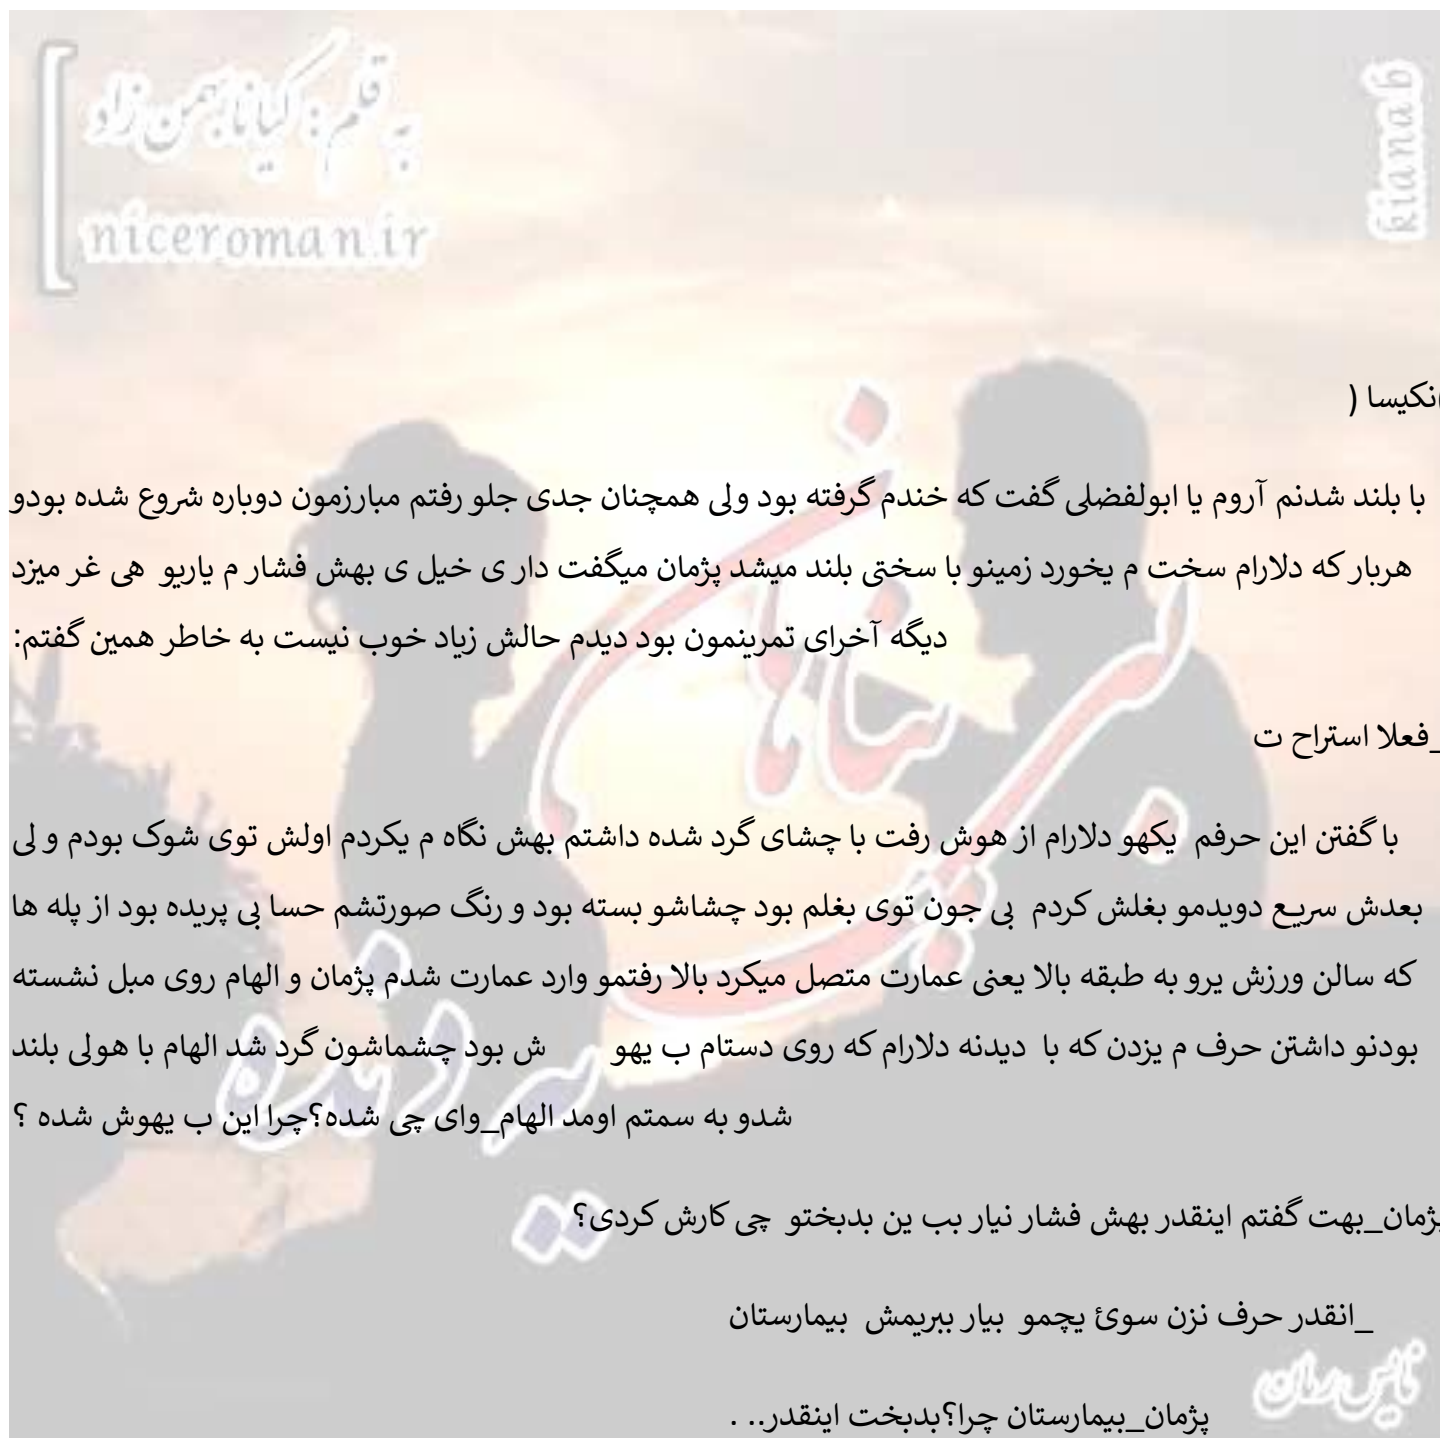 به قلم: کیانا بهمن زاد
niceroman.ir
kiana.b
)نکیسا (
با بلند شدنم آروم یا ابولفضلی گفت که خندم گرفته بود ولی همچنان جدی جلو رفتم مبارزمون دوباره شروع شده بودو
هربار که دلارام سخت م یخورد زمینو با سختی بلند میشد پژمان میگفت دار ی خیل ی بهش فشار م یاریو هی غر میزد
دیگه آخرای تمرینمون بود دیدم حالش زیاد خوب نیست به خاطر همین گفتم:
_فعلا استراح ت
با گفتن این حرفم یکهو دلارام از هوش رفت با چشای گرد شده داشتم بهش نگاه م یکردم اولش توی شوک بودم و لی
بعدش سریع دویدمو بغلش کردم بی جون توی بغلم بود چشاشو بسته بود و رنگ صورتشم حسا بی پریده بود از پله ها
که سالن ورزش یرو به طبقه بالا یعنی عمارت متصل میکرد بالا رفتمو وارد عمارت شدم پژمان و الهام روی مبل نشسته
بودنو داشتن حرف م یزدن که با دیدنه دلارام که روی دستام ب یهو ش بود چشماشون گرد شد الهام با هولی بلند
شدو به سمتم اومد الهام_وای چی شده؟چرا این ب یهوش شده ؟
پژمان_بهت گفتم اینقدر بهش فشار نیار بب ین بدبختو چی کارش کردی؟
_انقدر حرف نزن سوئ یچمو بیار ببریمش بیمارستان
پژمان_بیمارستان چرا؟بدبخت اینقدر.. .
نایس رمان